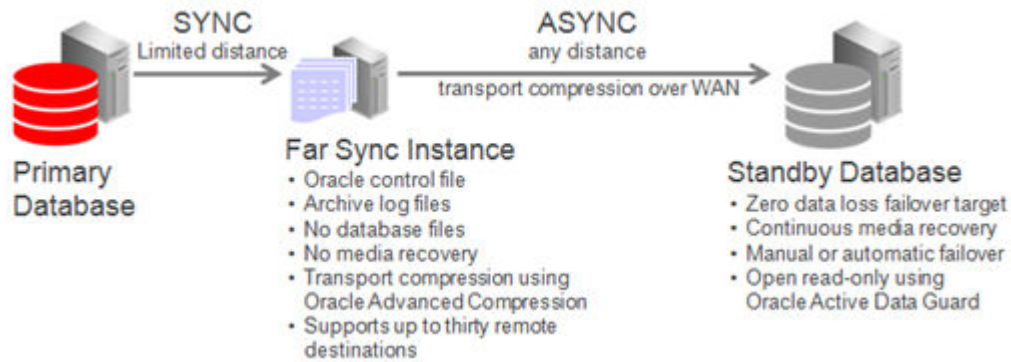 SYNC
Limited distance
ASYNC
any distance
transport compression over WAN
Primary
Database
Far Sync Instance
• Oracle control file
• Archive log files
• No database files
• No media recovery
• Transport compression using
Oracle Advanced Compression
• Supports up to thirty remote
destinations
Standby Database
• Zero data loss failover target
• Continuous media recovery
• Manual or automatic failover
• Open read-only using
Oracle Active Data Guard